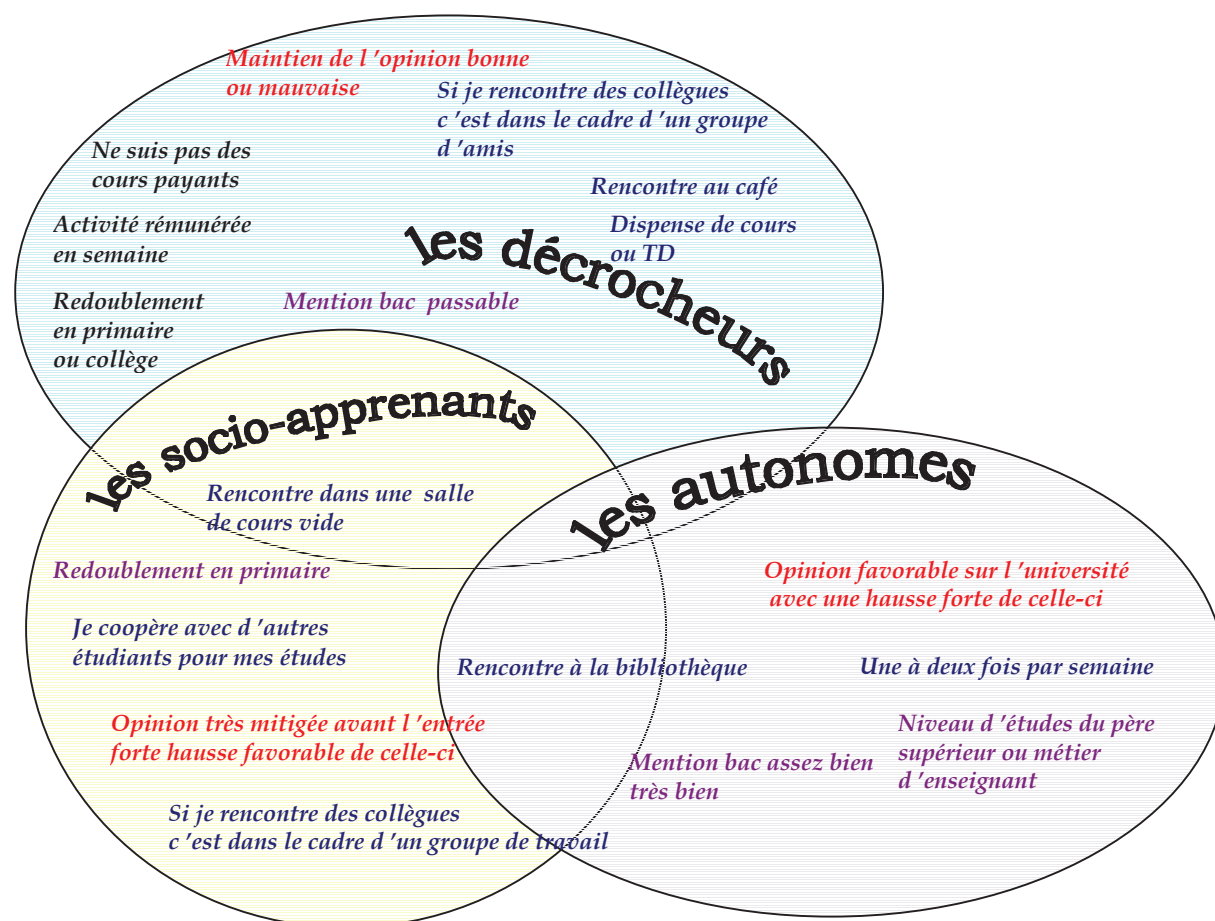 Maintien de l ’opinion bonne
ou mauvaise
Si je rencontre des collègues
c ’est dans le cadre d ’un groupe
d ’amis
Ne suis pas des
cours payants
Rencontre au café
Activité rémunérée
en semaine
Dispense de cours
ou TD
les décrocheurs
Redoublement
en primaire
ou collège
Mention bac passable
les socio-apprenants
Rencontre dans une salle
de cours vide
Redoublement en primaire
Je coopère avec d ’autres
étudiants pour mes études
Opinion très mitigée avant l ’entrée
forte hausse favorable de celle-ci
Si je rencontre des collègues
c ’est dans le cadre d ’un groupe de travail
les autonomes
Opinion favorable sur l ’université
avec une hausse forte de celle-ci
Rencontre à la bibliothèque
Une à deux fois par semaine
Niveau d ’études du père
supérieur ou métier
d ’enseignant
Mention bac assez bien
très bien